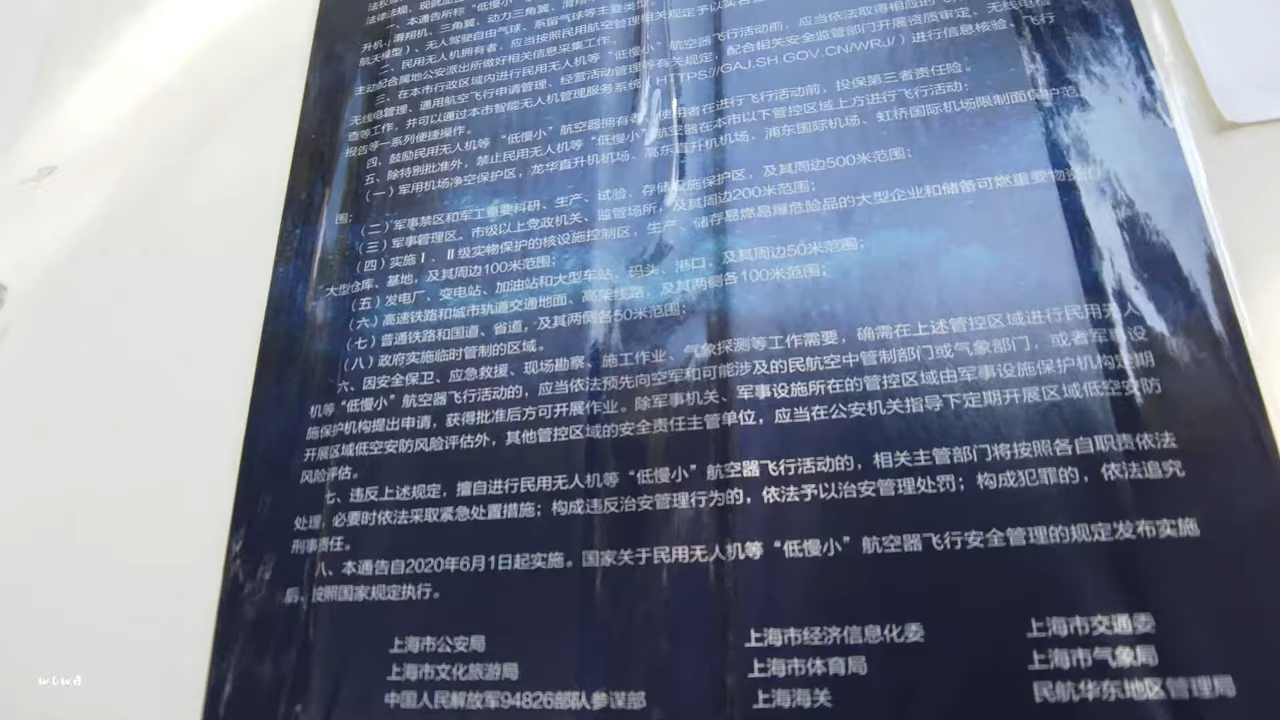 法律法规、现就加
一、本通告所称“低慢小”
升机、滑翔机、三角翼、动力三角翼、滑
航天模型)、无人驾驶自由气球、系留气球等主要类型
二、民用无人机拥有者，应当按照民用航空管理相关规定予以实名
主动配合属地公安派出所做好相关信息采集工作。
三、在本市行政区域内进行民用无人机等“低慢小”航空器飞行活动前，应当依法取得相应的
无线电管理、通用航空飞行申请管理、经营活动管理等有关规定，配合相关安全监管部门开展资质审定、无线电检
查等工作，并可以通过本市智能无人机管理服务系统（HTTPS://GAJ.SH.GOV.CN/WRJ/）进行信息核验、飞行
报告等一系列便捷操作。
四、鼓励民用无人机等“低慢小”航空器拥有者、使用者在进行飞行活动前，投保第三者责任险。
五、除特别批准外，禁止民用无人机等“低慢小”航空器在本市以下管控区域上方进行飞行活动：
（一）军用机场净空保护区，龙华直升机机场、高东直升机机场、浦东国际机场、虹桥国际机场限制面保护范
围；
（二）军事禁区和军工重要科研、生产、试验、存储设施保护区，及其周边500米范围；
（三）军事管理区。市级以上党政机关、监管场所，及其周边200米范围；
（四）实施Ⅰ、Ⅱ级实物保护的核设施控制区，生产、储存易燃易爆危险品的大型企业和储备可燃重要物资的
大型仓库、基地，及其周边100米范围；
（五）发电厂、变电站、加油站和大型车站、码头、港口，及其周边50米范围；
（六）高速铁路和城市轨道交通地面、高架线路，及其两侧各100米范围；
（七）普通铁路和国道、省道，及其两侧各50米范围；
（八）政府实施临时管制的区域。
六、因安全保卫、应急救援、现场勘察、施工作业、气象探测等工作需要，确需在上述管控区域进行民用无人
机等“低慢小”航空器飞行活动的，应当依法预先向空军和可能涉及的民航空中管制部门或气象部门，或者军事设
施保护机构提出申请，获得批准后方可开展作业。除军事机关、军事设施所在的管控区域由军事设施保护机构定期
开展区域低空安防风险评估外，其他管控区域的安全责任主管单位，应当在公安机关指导下定期开展区域低空安防
风险评估。
七、违反上述规定，擅自进行民用无人机等“低慢小”航空器飞行活动的，相关主管部门将按照各自职责依法
处理，必要时依法采取紧急处置措施；构成违反治安管理行为的，依法予以治安管理处罚；构成犯罪的，依法追究
刑事责任。
八、本通告自2020年6月1日起实施。国家关于民用无人机等“低慢小”航空器飞行安全管理的规定发布实施
后，按照国家规定执行。
上海市公安局 上海市经济信息化委 上海市交通委
上海市文化旅游局 上海市体育局 上海市气象局
中国人民解放军94826部队参谋部 上海海关 民航华东地区管理局
wowa